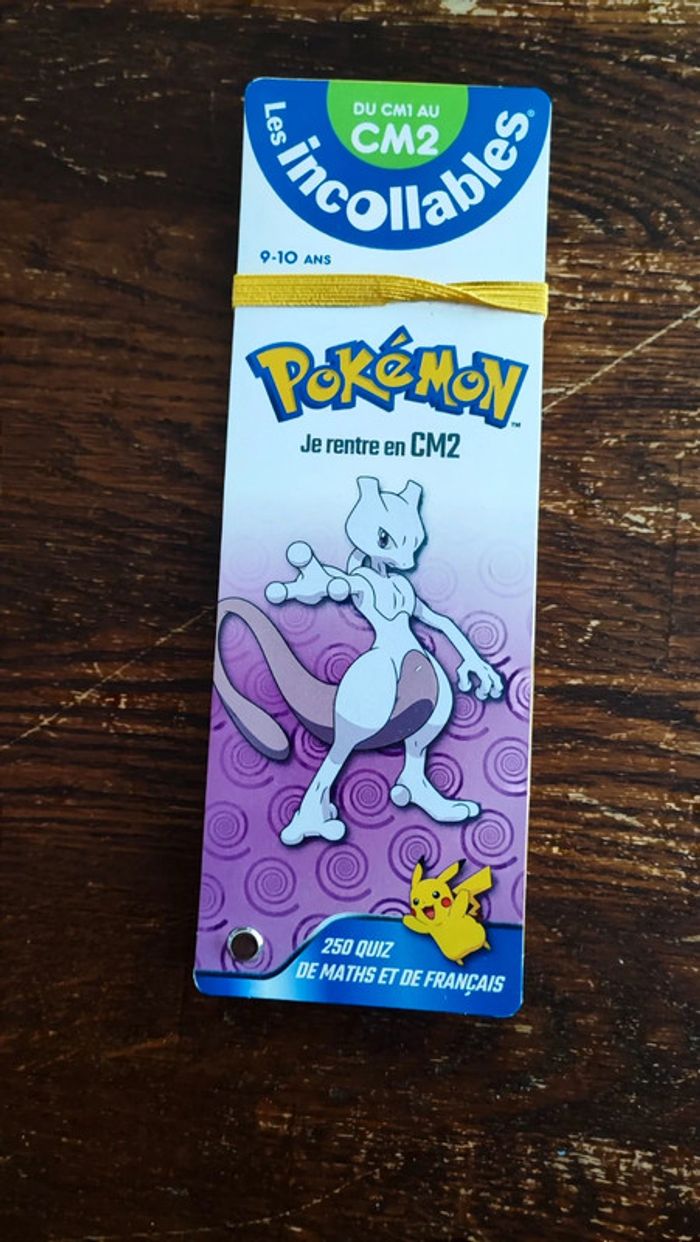 DU CM1 AU
CM2
Les incollables®
9-10 ANS
POKÉMON™
Je rentre en CM2
250 QUIZ
DE MATHS ET DE FRANÇAIS